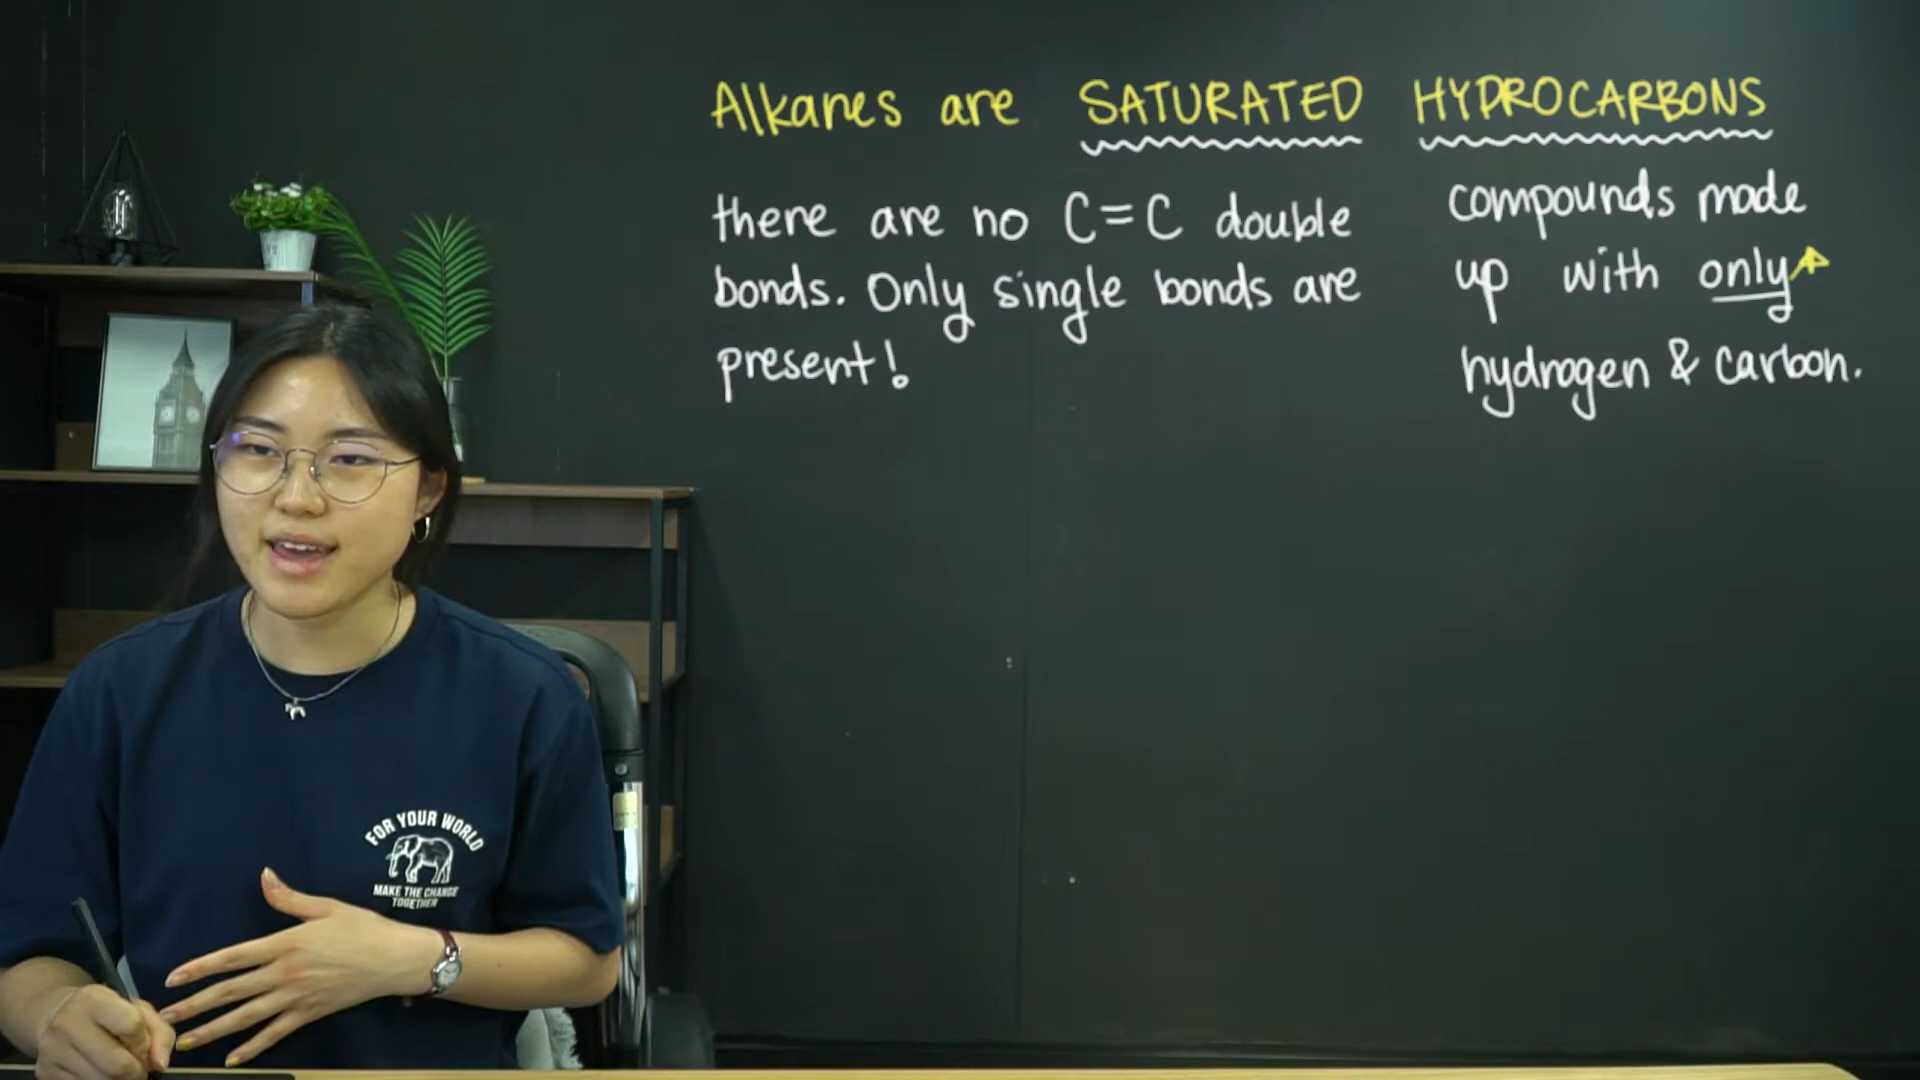 Alkanes are SATURATED HYDROCARBONS
there are no C=C double
bonds. Only single bonds are
present!
compounds made
up with only
hydrogen & carbon.
FOR YOUR WORLD
MAKE THE CHANGE
TOGETHER